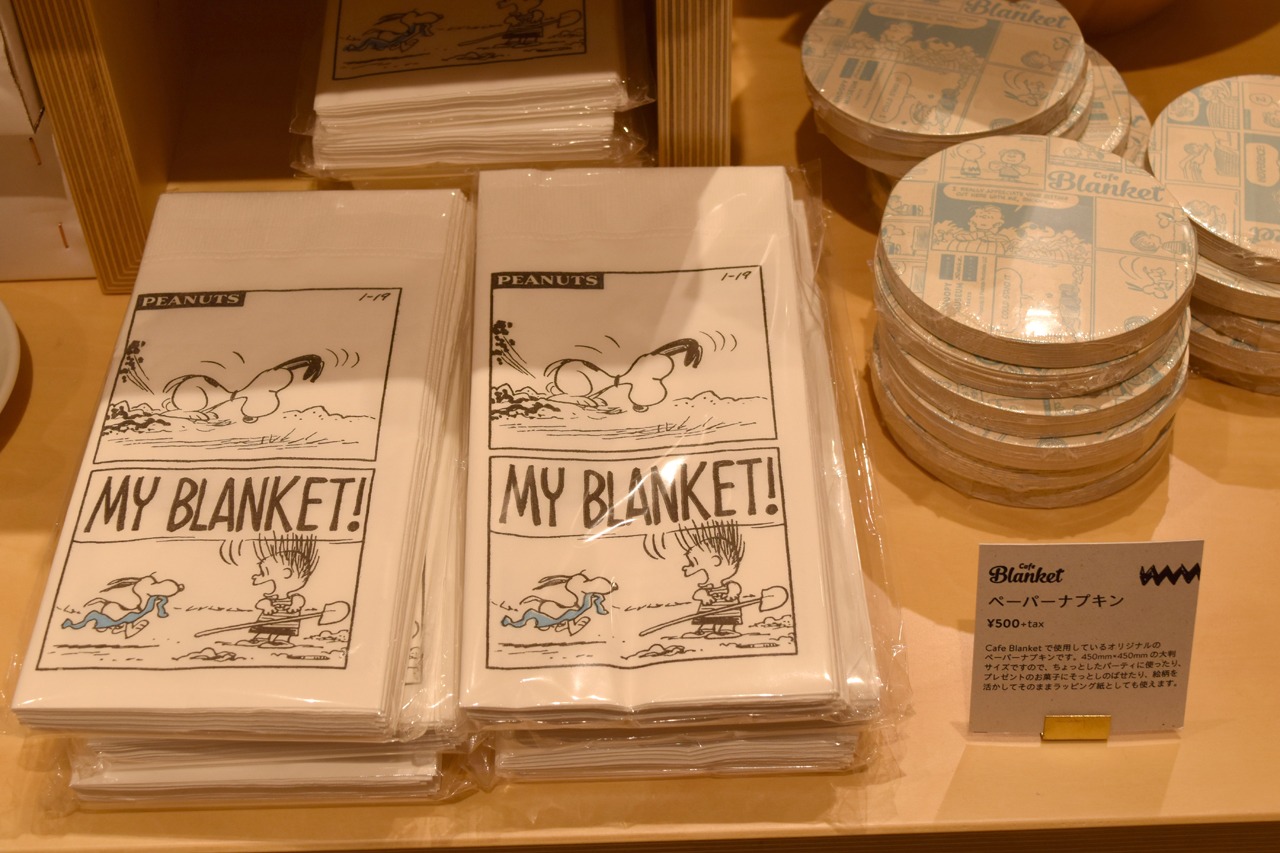 PEANUTS
1-19
MY BLANKET!
PEANUTS
1-19
MY BLANKET!
Cafe
Blanket
Cafe
Blanket
Cafe
Blanket
ペーパーナプキン
¥500+tax
Cafe Blanket で使用しているオリジナルの
ペーパーナプキンです。450mm×450mm の大判
サイズですので、ちょっとしたパーティに使ったり、
プレゼントのお菓子にそっとしのばせたり、絵柄を
活かしてそのままラッピング紙としても使えます。